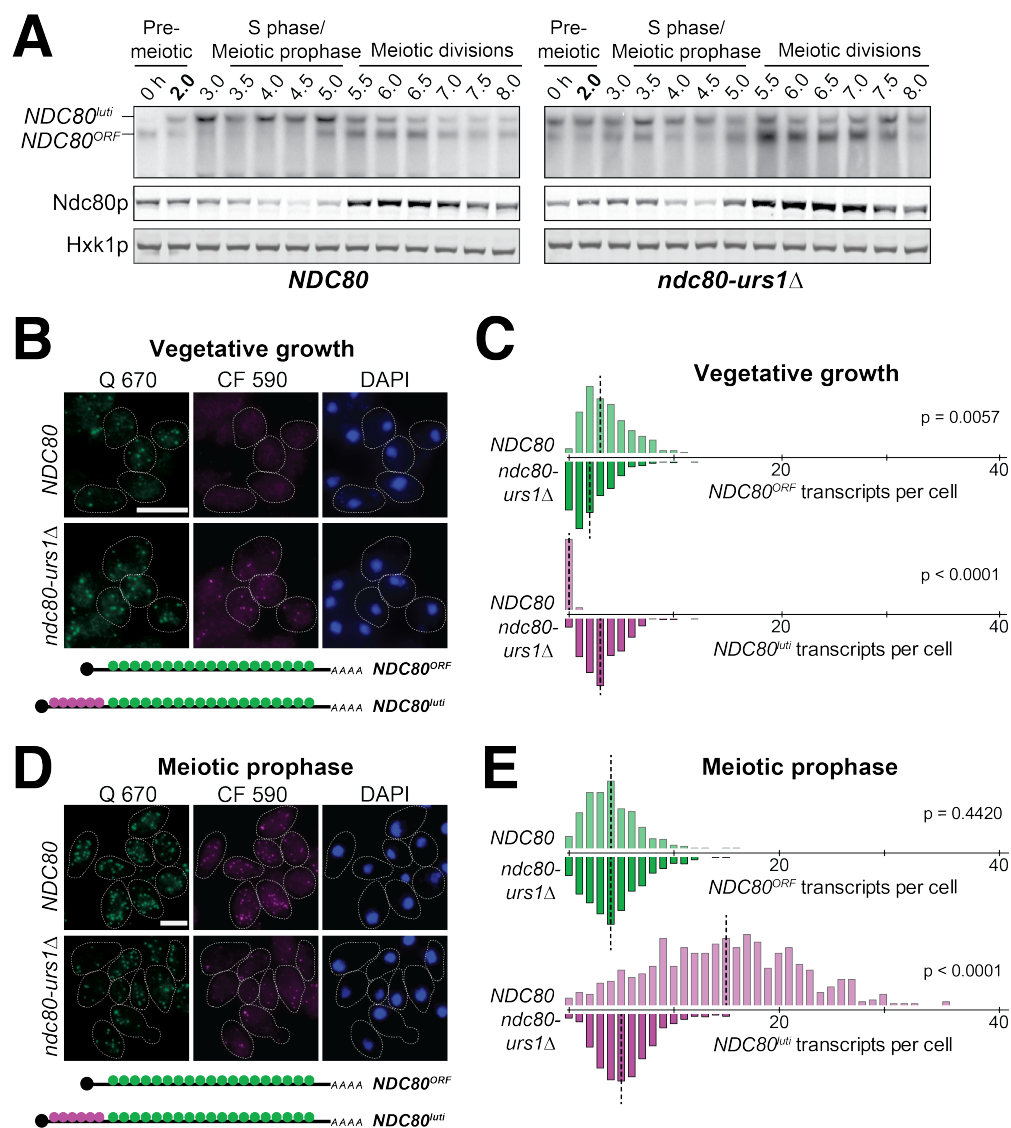 A
Pre-
meiotic
S phase/
Meiotic prophase
Meiotic divisions
Pre-
meiotic
S phase/
Meiotic prophase
Meiotic divisions
0 h 2.0 3.0 3.5 4.0 4.5 5.0 5.5 6.0 6.5 7.0 7.5 8.0
0 h 2.0 3.0 3.5 4.0 4.5 5.0 5.5 6.0 6.5 7.0 7.5 8.0
NDC80luti
NDC80ORF
Ndc80p
Hxk1p
NDC80
ndc80-urs1Δ
B
Vegetative growth
Q 670 CF 590 DAPI
NDC80
ndc80-urs1Δ
AAAA NDC80ORF
AAAA NDC80luti
C
Vegetative growth
p = 0.0057
NDC80
ndc80-
urs1Δ
20 40
NDC80ORF transcripts per cell
p < 0.0001
NDC80
ndc80-
urs1Δ
20 40
NDC80luti transcripts per cell
D
Meiotic prophase
Q 670 CF 590 DAPI
NDC80
ndc80-urs1Δ
AAAA NDC80ORF
AAAA NDC80luti
E
Meiotic prophase
p = 0.4420
NDC80
ndc80-
urs1Δ
20 40
NDC80ORF transcripts per cell
p < 0.0001
NDC80
ndc80-
urs1Δ
20 40
NDC80luti transcripts per cell